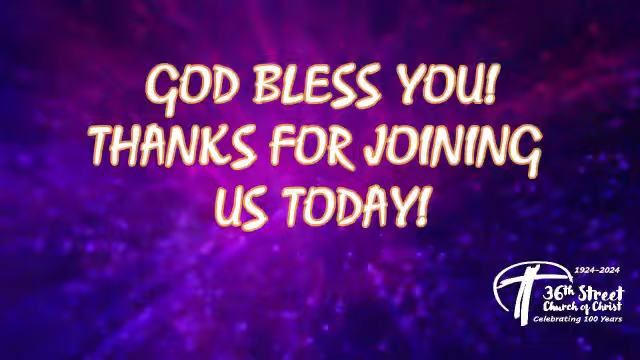 GOD BLESS YOU!
THANKS FOR JOINING
US TODAY!
1924-2024
36th Street
Church of Christ
Celebrating 100 Years